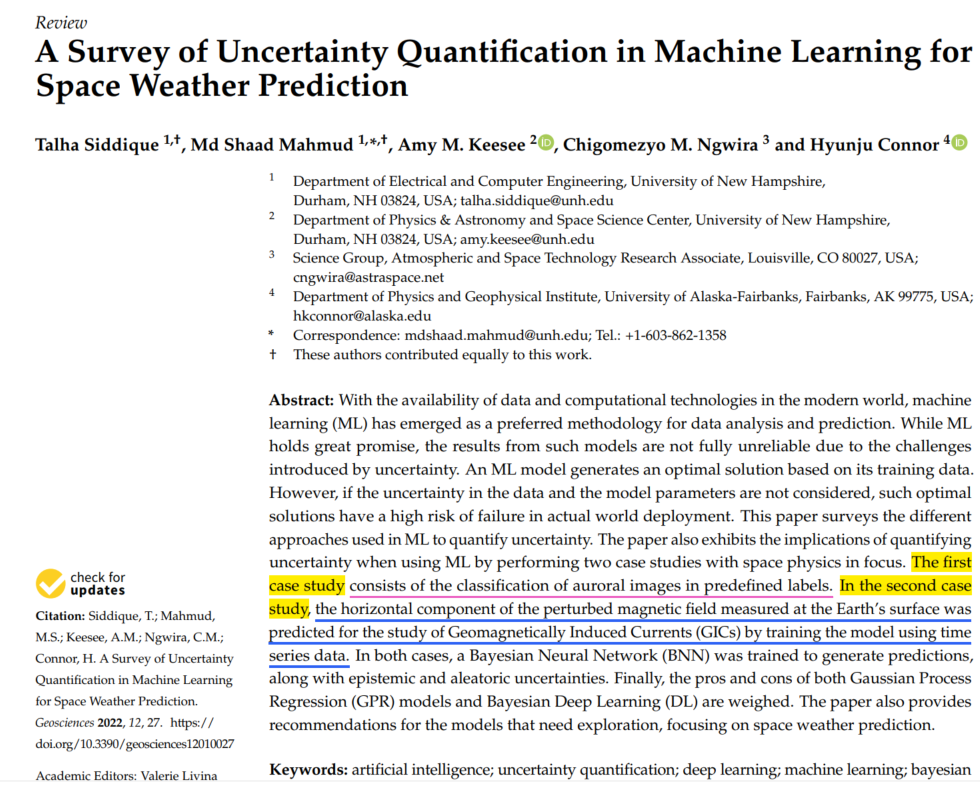 Review
A Survey of Uncertainty Quantification in Machine Learning for
Space Weather Prediction
Talha Siddique 1,†, Md Shaad Mahmud 1,*,†, Amy M. Keesee 2 iD, Chigomezyo M. Ngwira 3 and Hyunju Connor 4 iD
1 Department of Electrical and Computer Engineering, University of New Hampshire,
Durham, NH 03824, USA; talha.siddique@unh.edu
2 Department of Physics & Astronomy and Space Science Center, University of New Hampshire,
Durham, NH 03824, USA; amy.keesee@unh.edu
3 Science Group, Atmospheric and Space Technology Research Associate, Louisville, CO 80027, USA;
cngwira@astraspace.net
4 Department of Physics and Geophysical Institute, University of Alaska-Fairbanks, Fairbanks, AK 99775, USA;
hkconnor@alaska.edu
* Correspondence: mdshaad.mahmud@unh.edu; Tel.: +1-603-862-1358
† These authors contributed equally to this work.
Abstract: With the availability of data and computational technologies in the modern world, machine
learning (ML) has emerged as a preferred methodology for data analysis and prediction. While ML
holds great promise, the results from such models are not fully unreliable due to the challenges
introduced by uncertainty. An ML model generates an optimal solution based on its training data.
However, if the uncertainty in the data and the model parameters are not considered, such optimal
solutions have a high risk of failure in actual world deployment. This paper surveys the different
approaches used in ML to quantify uncertainty. The paper also exhibits the implications of quantifying
uncertainty when using ML by performing two case studies with space physics in focus. The first
case study consists of the classification of auroral images in predefined labels. In the second case
study, the horizontal component of the perturbed magnetic field measured at the Earth's surface was
predicted for the study of Geomagnetically Induced Currents (GICs) by training the model using time
series data. In both cases, a Bayesian Neural Network (BNN) was trained to generate predictions,
along with epistemic and aleatoric uncertainties. Finally, the pros and cons of both Gaussian Process
Regression (GPR) models and Bayesian Deep Learning (DL) are weighed. The paper also provides
recommendations for the models that need exploration, focusing on space weather prediction.
Keywords: artificial intelligence; uncertainty quantification; deep learning; machine learning; bayesian
check for
updates
Citation: Siddique, T.; Mahmud,
M.S.; Keesee, A.M.; Ngwira, C.M.;
Connor, H. A Survey of Uncertainty
Quantification in Machine Learning
for Space Weather Prediction.
Geosciences 2022, 12, 27. https://
doi.org/10.3390/geosciences12010027
Academic Editors: Valerie Livina